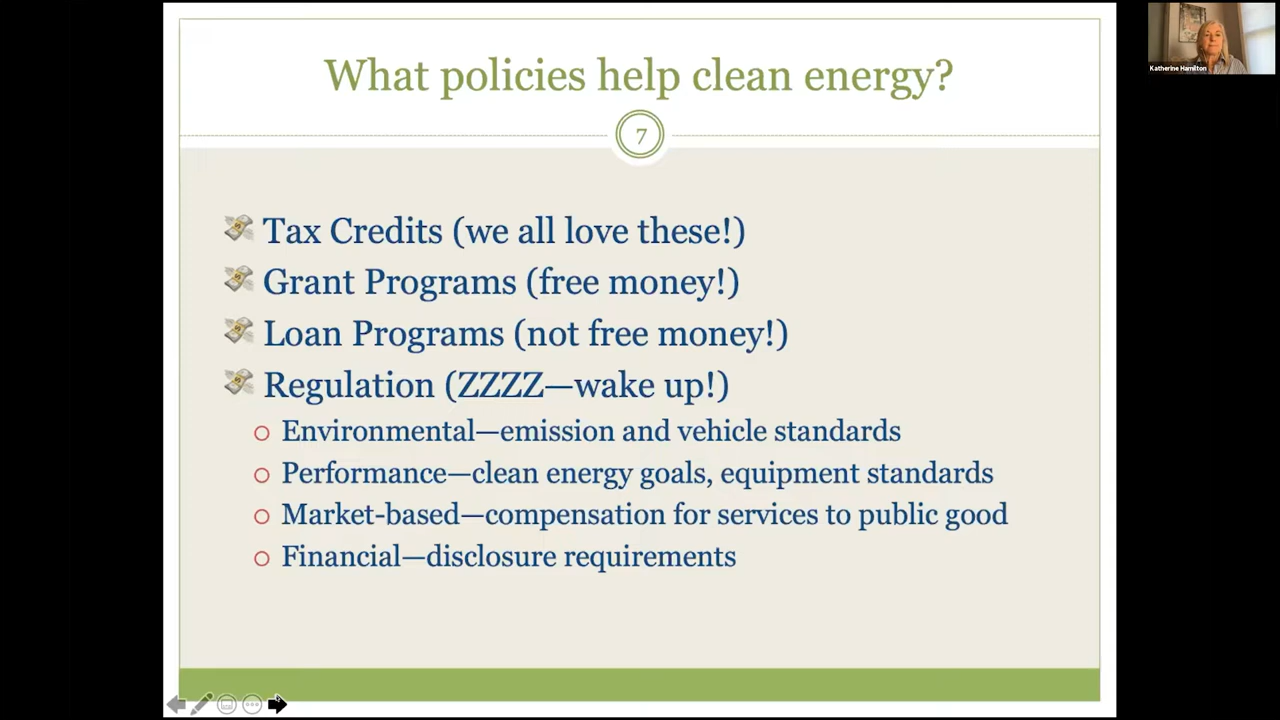 What policies help clean energy?
7
Tax Credits (we all love these!)
Grant Programs (free money!)
Loan Programs (not free money!)
Regulation (ZZZZ—wake up!)
Environmental—emission and vehicle standards
Performance—clean energy goals, equipment standards
Market-based—compensation for services to public good
Financial—disclosure requirements
Katherine Hamilton